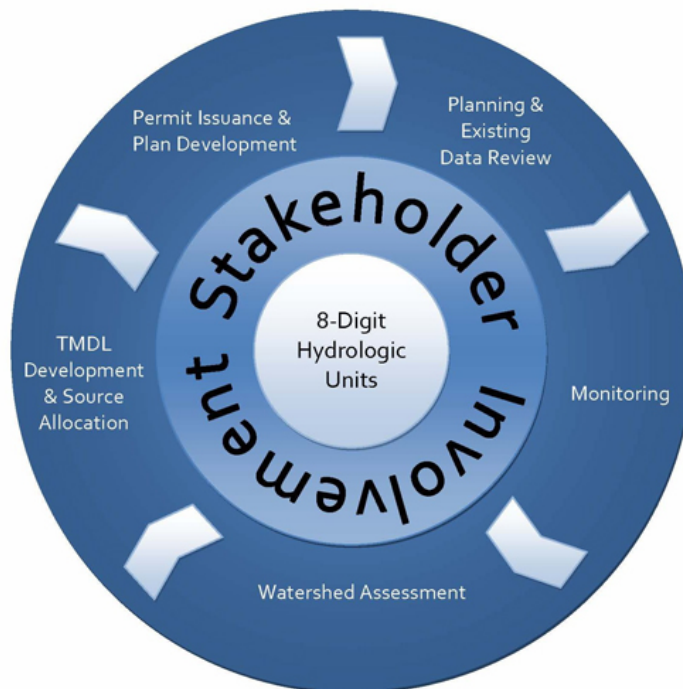 Permit Issuance &
Plan Development
Planning &
Existing
Data Review
Stakeholder Involvement
8-Digit
Hydrologic
Units
TMDL
Development
& Source
Allocation
Monitoring
Watershed Assessment